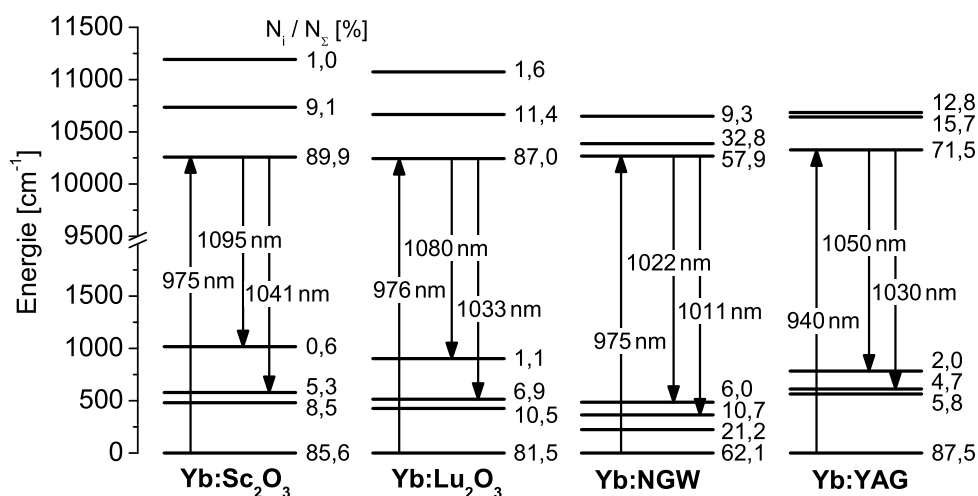 N_i / N_Σ [%]
Energie [cm⁻¹]
11500
11000
10500
10000
9500
1500
1000
500
0
1,0
9,1
89,9
1095 nm
975 nm
1041 nm
0,6
5,3
8,5
85,6
Yb:Sc₂O₃
1,6
11,4
87,0
1080 nm
976 nm
1033 nm
1,1
6,9
10,5
81,5
Yb:Lu₂O₃
9,3
32,8
57,9
1022 nm
1011 nm
975 nm
6,0
10,7
21,2
62,1
Yb:NGW
12,8
15,7
71,5
1050 nm
1030 nm
940 nm
2,0
4,7
5,8
87,5
Yb:YAG